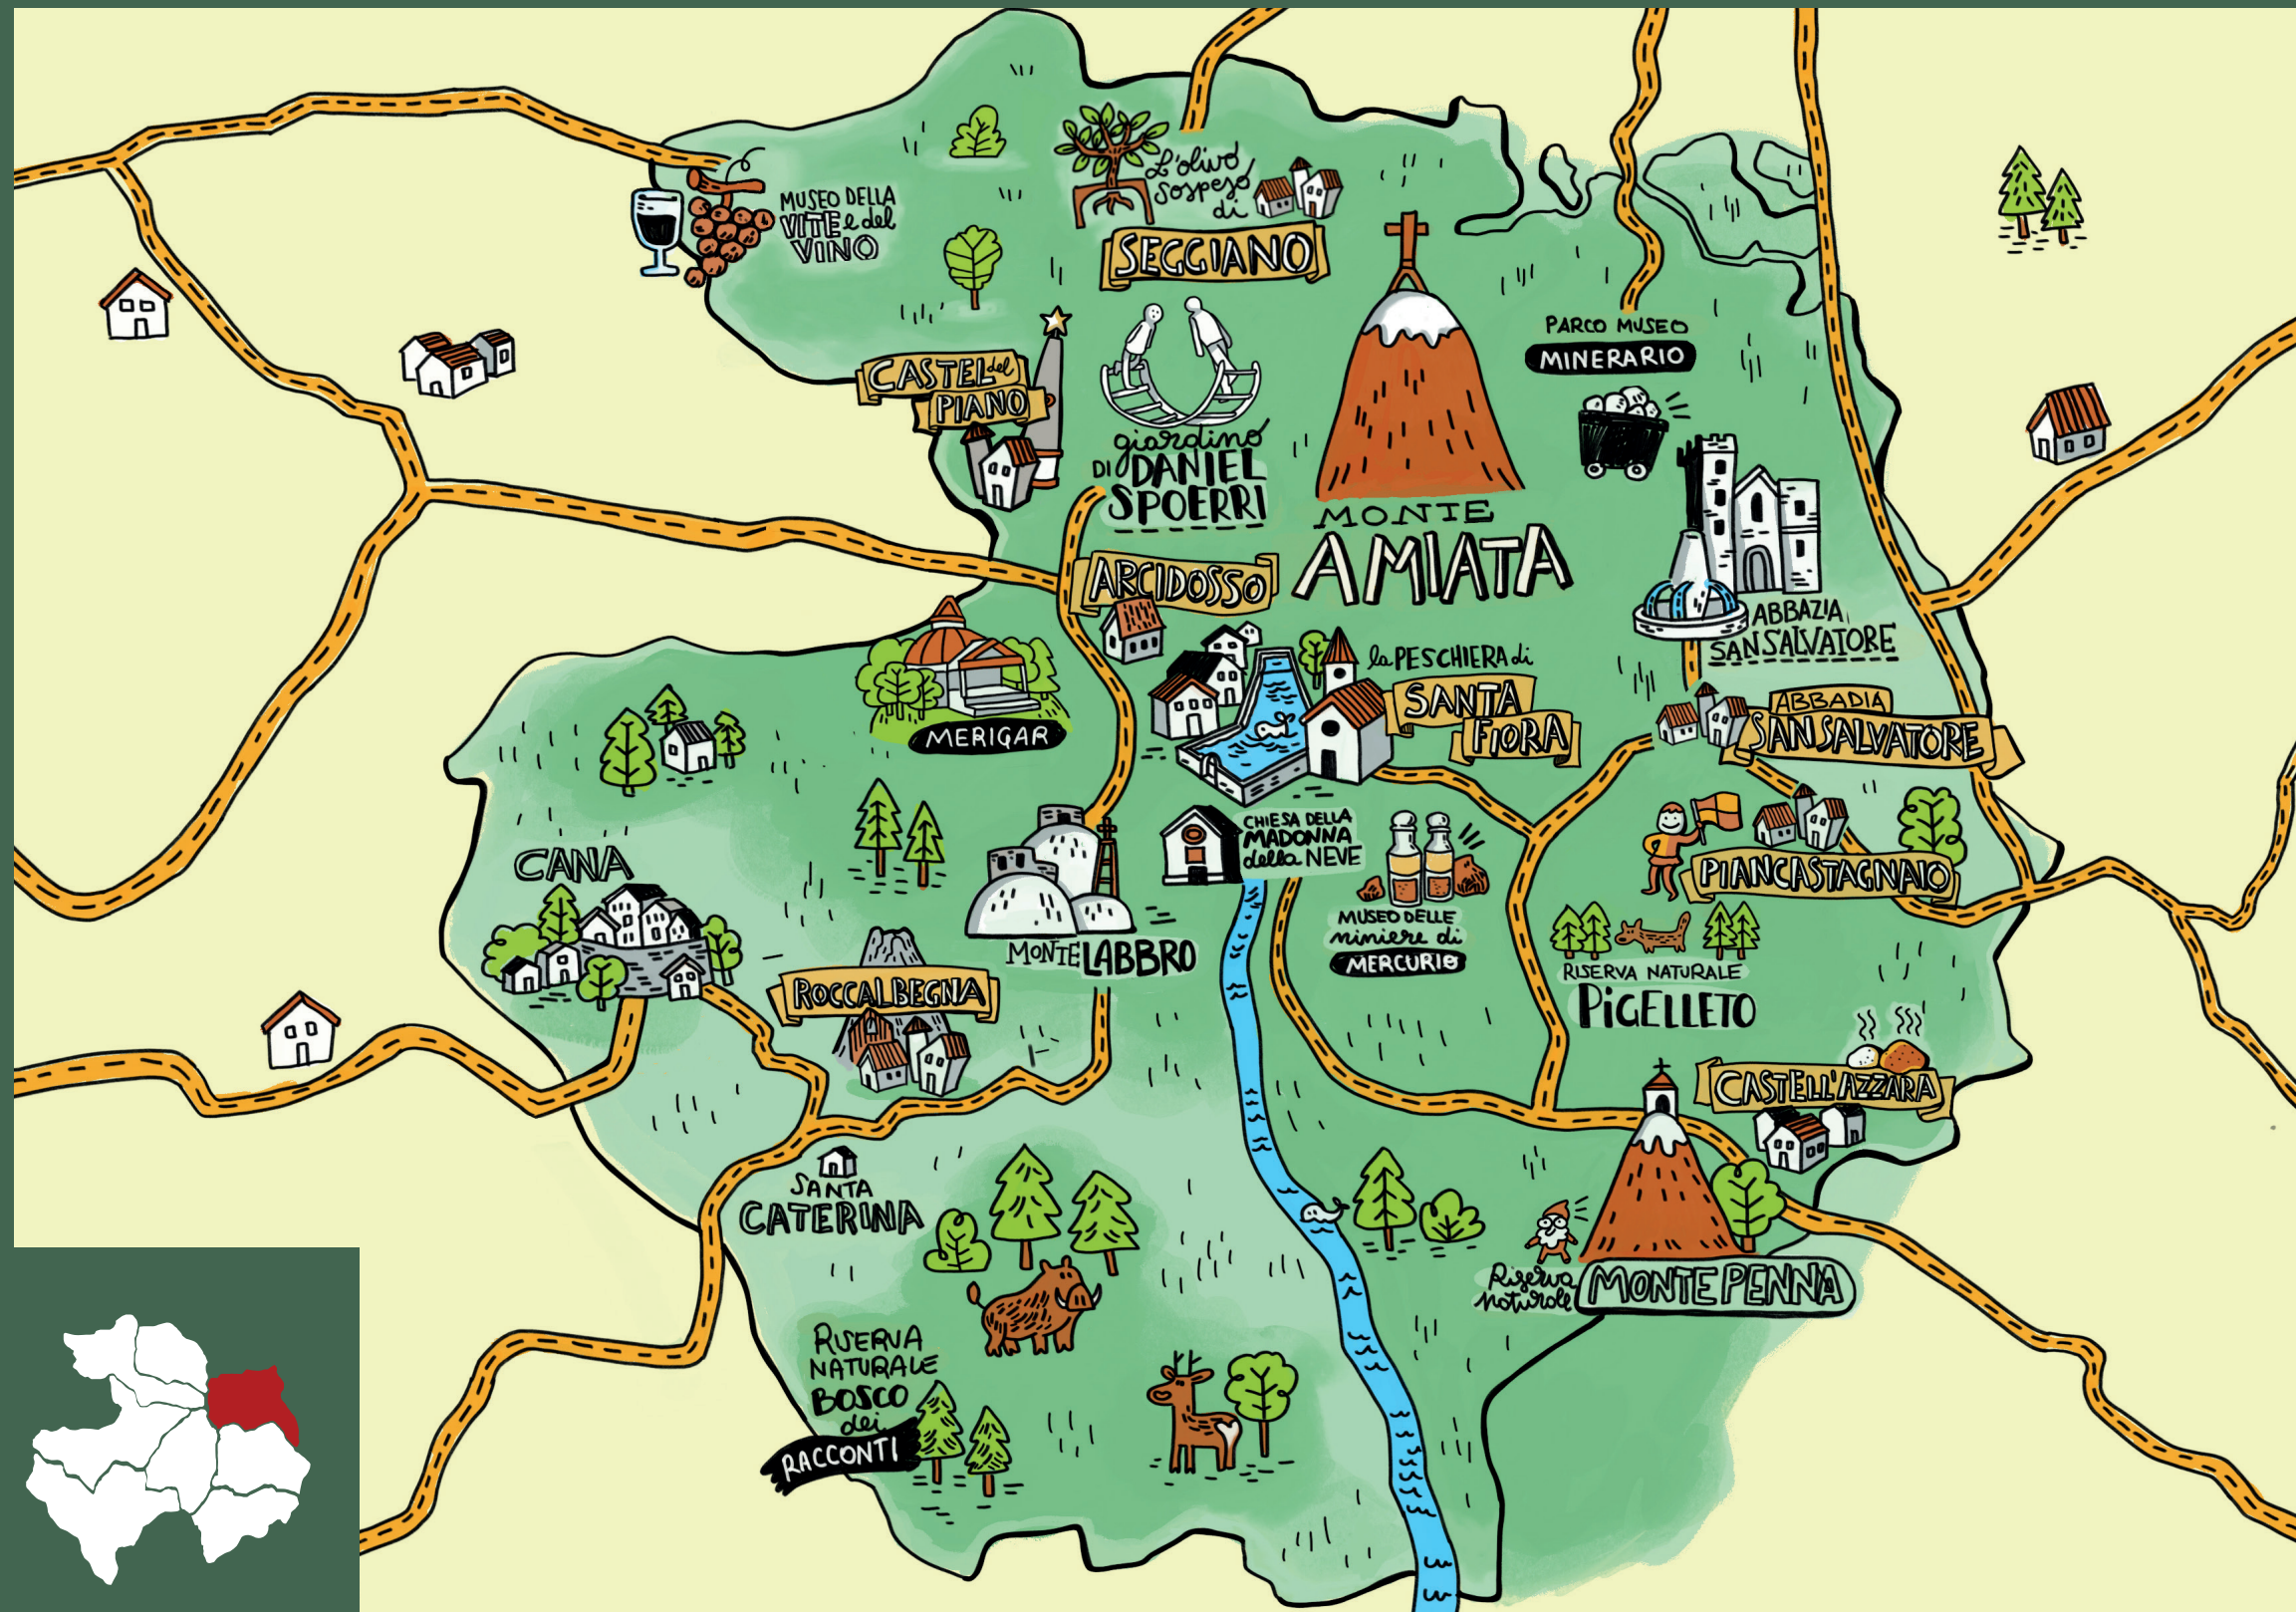 L'olivo
sospeso
di
SEGGIANO
MUSEO DELLA
VITE e del
VINO
CASTEL del
PIANO
giardino
DI DANIEL
SPOERRI
MONTE
AMIATA
PARCO MUSEO
MINERARIO
ABBAZIA
SAN SALVATORE
ARCIDOSSO
MERIGAR
la PESCHIERA di
SANTA
FIORA
ABBADIA
SAN SALVATORE
PIANCASTAGNAIO
CHIESA DELLA
MADONNA
della NEVE
MUSEO DELLE
miniere di
MERCURIO
CANA
MONTE LABBRO
ROCCALBEGNA
RISERVA NATURALE
PIGELLETO
CASTELL'AZZARA
SANTA
CATERINA
Riserva
naturale
MONTE PENNA
RISERVA
NATURALE
BOSCO
dei
RACCONTI